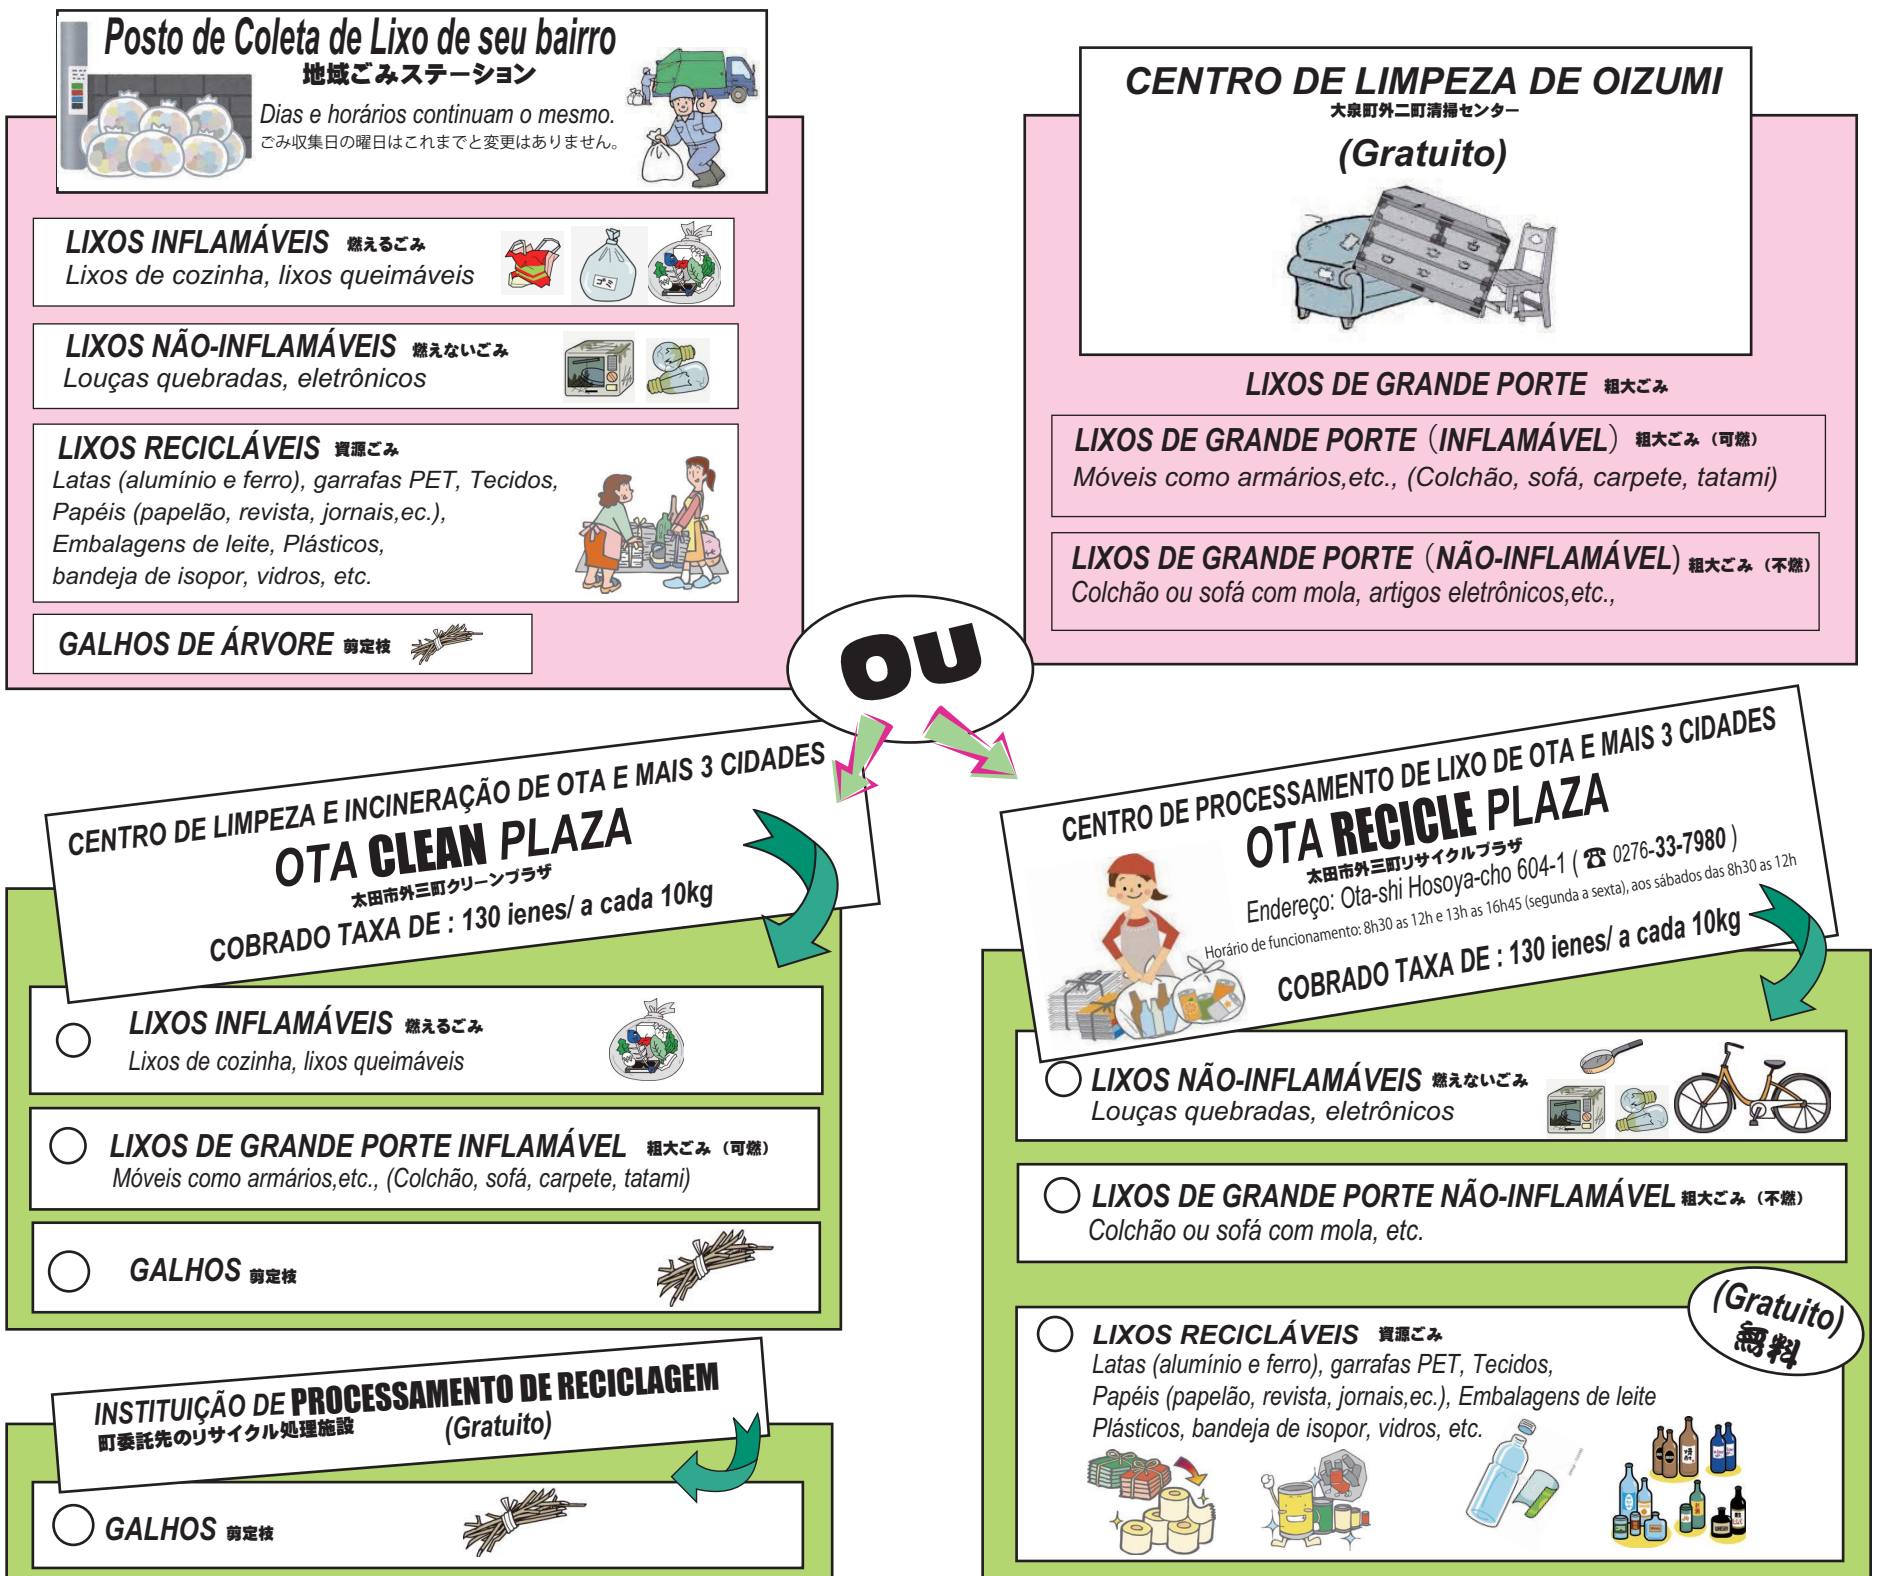 Posto de Coleta de Lixo de seu bairro
地域ごみステーション
Dias e horários continuam o mesmo.
ごみ収集日の曜日はこれまでと変更はありません。
LIXOS INFLAMÁVEIS 燃えるごみ
Lixos de cozinha, lixos queimáveis
ゴミ
LIXOS NÃO-INFLAMÁVEIS 燃えないごみ
Louças quebradas, eletrônicos
LIXOS RECICLÁVEIS 資源ごみ
Latas (alumínio e ferro), garrafas PET, Tecidos,
Papéis (papelão, revista, jornais,ec.),
Embalagens de leite, Plásticos,
bandeja de isopor, vidros, etc.
GALHOS DE ÁRVORE 剪定枝
CENTRO DE LIMPEZA DE OIZUMI
大泉町外二町清掃センター
(Gratuito)
LIXOS DE GRANDE PORTE 粗大ごみ
LIXOS DE GRANDE PORTE（INFLAMÁVEL） 粗大ごみ（可燃）
Móveis como armários,etc., (Colchão, sofá, carpete, tatami)
LIXOS DE GRANDE PORTE（NÃO-INFLAMÁVEL) 粗大ごみ（不燃）
Colchão ou sofá com mola, artigos eletrônicos,etc.,
OU
CENTRO DE LIMPEZA E INCINERAÇÃO DE OTA E MAIS 3 CIDADES
OTA CLEAN PLAZA
太田市外三町クリーンプラザ
COBRADO TAXA DE : 130 ienes/ a cada 10kg
LIXOS INFLAMÁVEIS 燃えるごみ
Lixos de cozinha, lixos queimáveis
LIXOS DE GRANDE PORTE INFLAMÁVEL 粗大ごみ（可燃）
Móveis como armários,etc., (Colchão, sofá, carpete, tatami)
GALHOS 剪定枝
INSTITUIÇÃO DE PROCESSAMENTO DE RECICLAGEM
町委託先のリサイクル処理施設 (Gratuito)
GALHOS 剪定枝
CENTRO DE PROCESSAMENTO DE LIXO DE OTA E MAIS 3 CIDADES
OTA RECICLE PLAZA
太田市外三町リサイクルプラザ
Endereço: Ota-shi Hosoya-cho 604-1 ( ☎ 0276-33-7980 )
Horário de funcionamento: 8h30 as 12h e 13h as 16h45 (segunda a sexta), aos sábados das 8h30 as 12h
COBRADO TAXA DE : 130 ienes/ a cada 10kg
LIXOS NÃO-INFLAMÁVEIS 燃えないごみ
Louças quebradas, eletrônicos
LIXOS DE GRANDE PORTE NÃO-INFLAMÁVEL 粗大ごみ（不燃）
Colchão ou sofá com mola, etc.
(Gratuito)
無料
LIXOS RECICLÁVEIS 資源ごみ
Latas (alumínio e ferro), garrafas PET, Tecidos,
Papéis (papelão, revista, jornais,ec.), Embalagens de leite
Plásticos, bandeja de isopor, vidros, etc.